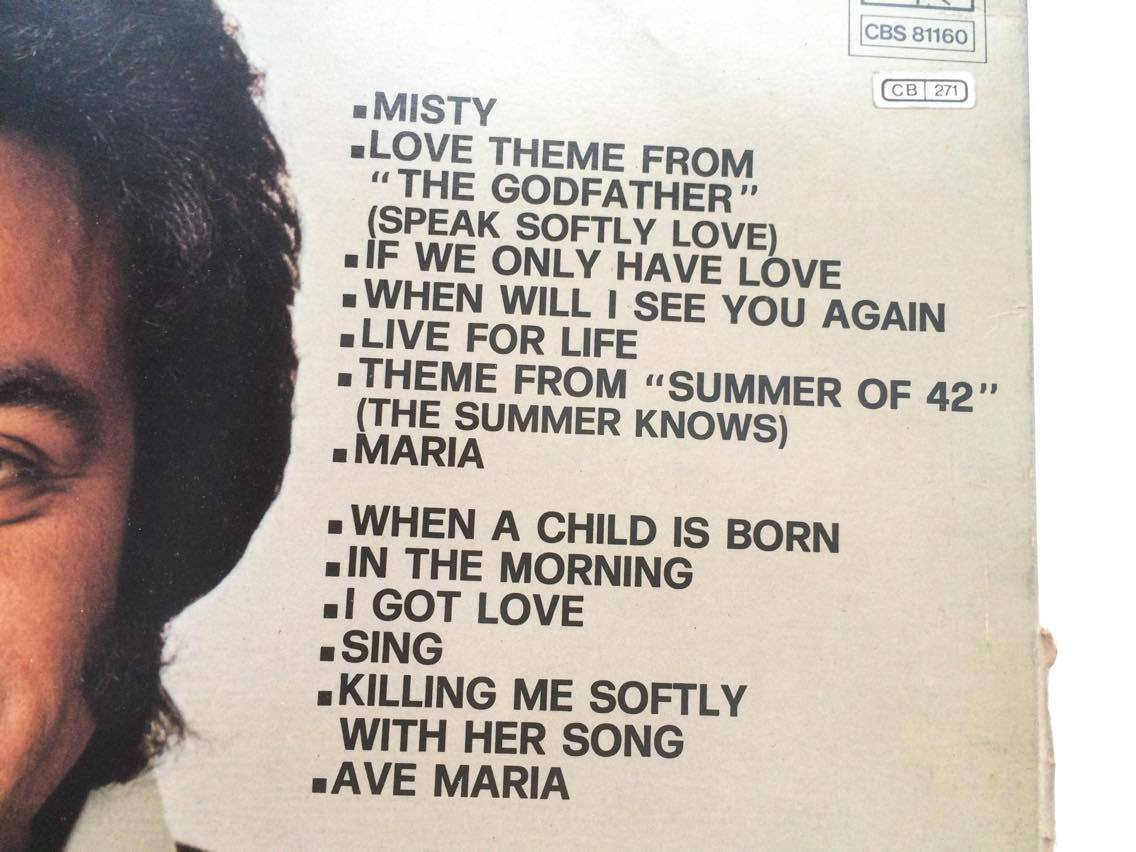 CBS 81160
CB 271
▪MISTY
▪LOVE THEME FROM
“THE GODFATHER”
(SPEAK SOFTLY LOVE)
▪IF WE ONLY HAVE LOVE
▪WHEN WILL I SEE YOU AGAIN
▪LIVE FOR LIFE
▪THEME FROM “SUMMER OF 42”
(THE SUMMER KNOWS)
▪MARIA
▪WHEN A CHILD IS BORN
▪IN THE MORNING
▪I GOT LOVE
▪SING
▪KILLING ME SOFTLY
WITH HER SONG
▪AVE MARIA